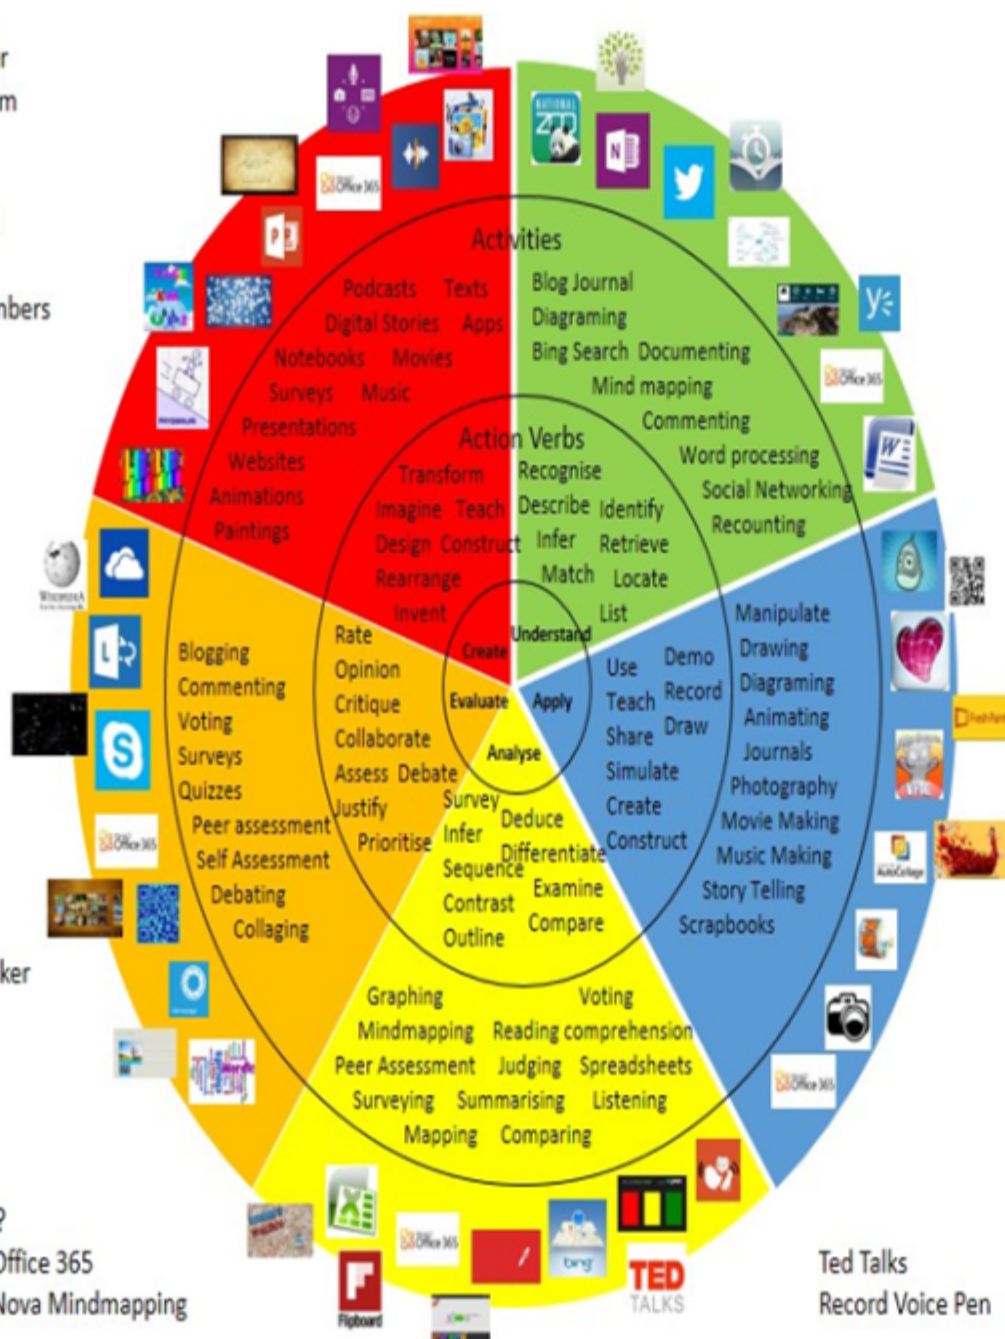 Activities
Podcasts Texts
Digital Stories Apps
Notebooks Movies
Surveys Music
Presentations
Websites
Animations
Paintings
Blog Journal
Diagraming
Bing Search Documenting
Mind mapping
Commenting
Word processing
Social Networking
Recounting
Action Verbs
Transform
Imagine Teach
Design Construct
Rearrange
Invent
Create
Recognise
Describe Identify
Infer Retrieve
Match Locate
List
Understand
Rate
Opinion
Critique
Collaborate
Assess Debate
Justify
Prioritise
Evaluate
Blogging
Commenting
Voting
Surveys
Quizzes
Peer assessment
Self Assessment
Debating
Collaging
Apply
Use Demo
Teach Record
Share Draw
Simulate
Create
Construct
Manipulate
Drawing
Diagraming
Animating
Journals
Photography
Movie Making
Music Making
Story Telling
Scrapbooks
Analyse
Survey Deduce
Infer Differentiate
Sequence Examine
Contrast Compare
Outline
Graphing Voting
Mindmapping Reading comprehension
Peer Assessment Judging Spreadsheets
Surveying Summarising Listening
Mapping Comparing
NATIONAL
ZOO
Office 365
Office 365
WIKIPEDIA
Office 365
FreshPaint
AutoCollage
Office 365
Office 365
bing
TED
TALKS
Flipboard
r
m
nbers
ker
?
Office 365
Nova Mindmapping
Ted Talks
Record Voice Pen